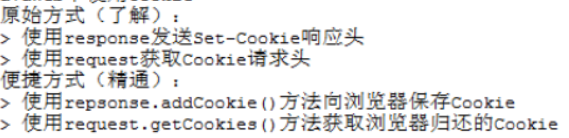 原始方式（了解）：
> 使用response发送Set-Cookie响应头
> 使用request获取Cookie请求头
便捷方式（精通）：
> 使用repsonse.addCookie()方法向浏览器保存Cookie
> 使用request.getCookies()方法获取浏览器归还的Cookie